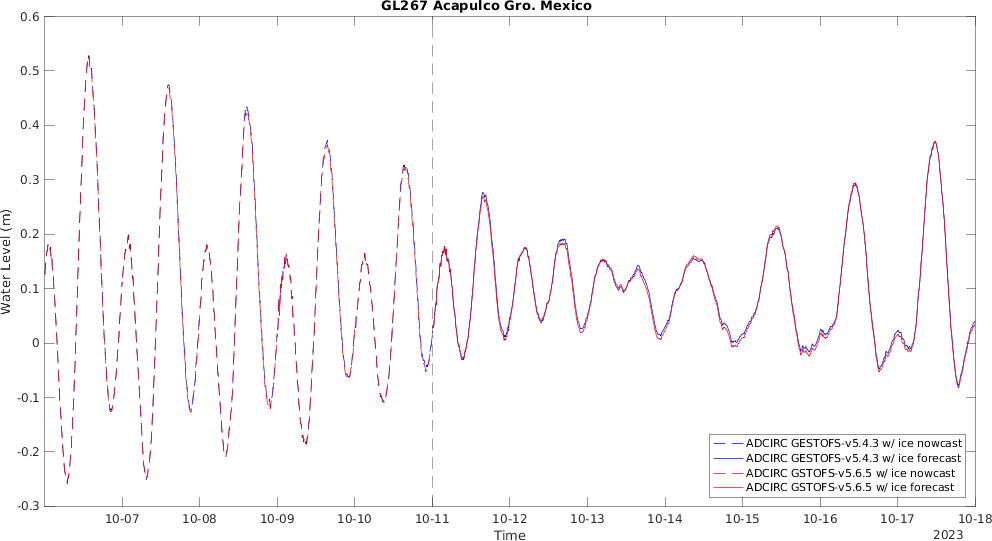 GL267 Acapulco Gro. Mexico
0.6
0.5
0.4
0.3
0.2
0.1
0
-0.1
-0.2
-0.3
Water Level (m)
ADCIRC GESTOFS-v5.4.3 w/ ice nowcast
ADCIRC GESTOFS-v5.4.3 w/ ice forecast
ADCIRC GSTOFS-v5.6.5 w/ ice nowcast
ADCIRC GSTOFS-v5.6.5 w/ ice forecast
10-07 10-08 10-09 10-10 10-11 10-12 10-13 10-14 10-15 10-16 10-17 10-18
Time
2023